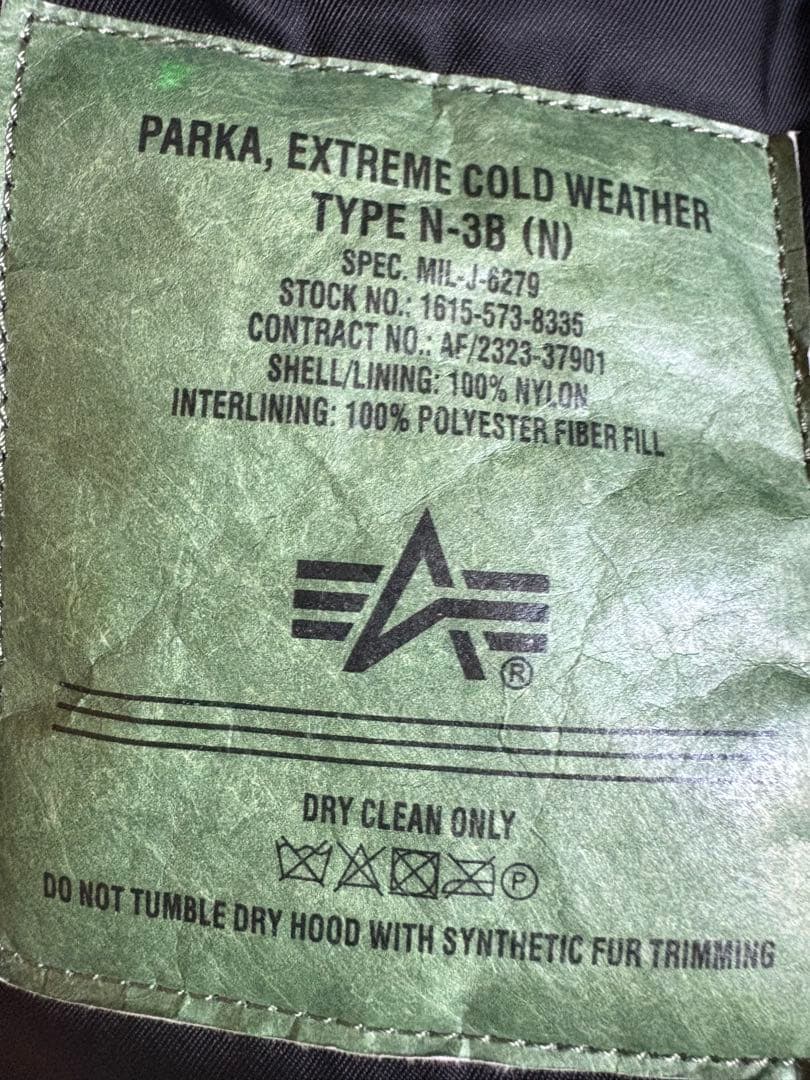 PARKA, EXTREME COLD WEATHER
TYPE N-3B (N)
SPEC. MIL-J-6279
STOCK NO.: 1615-573-8335
CONTRACT NO.: AF/2323-37901
SHELL/LINING: 100% NYLON
INTERLINING: 100% POLYESTER FIBER FILL
®
DRY CLEAN ONLY
P
DO NOT TUMBLE DRY HOOD WITH SYNTHETIC FUR TRIMMING